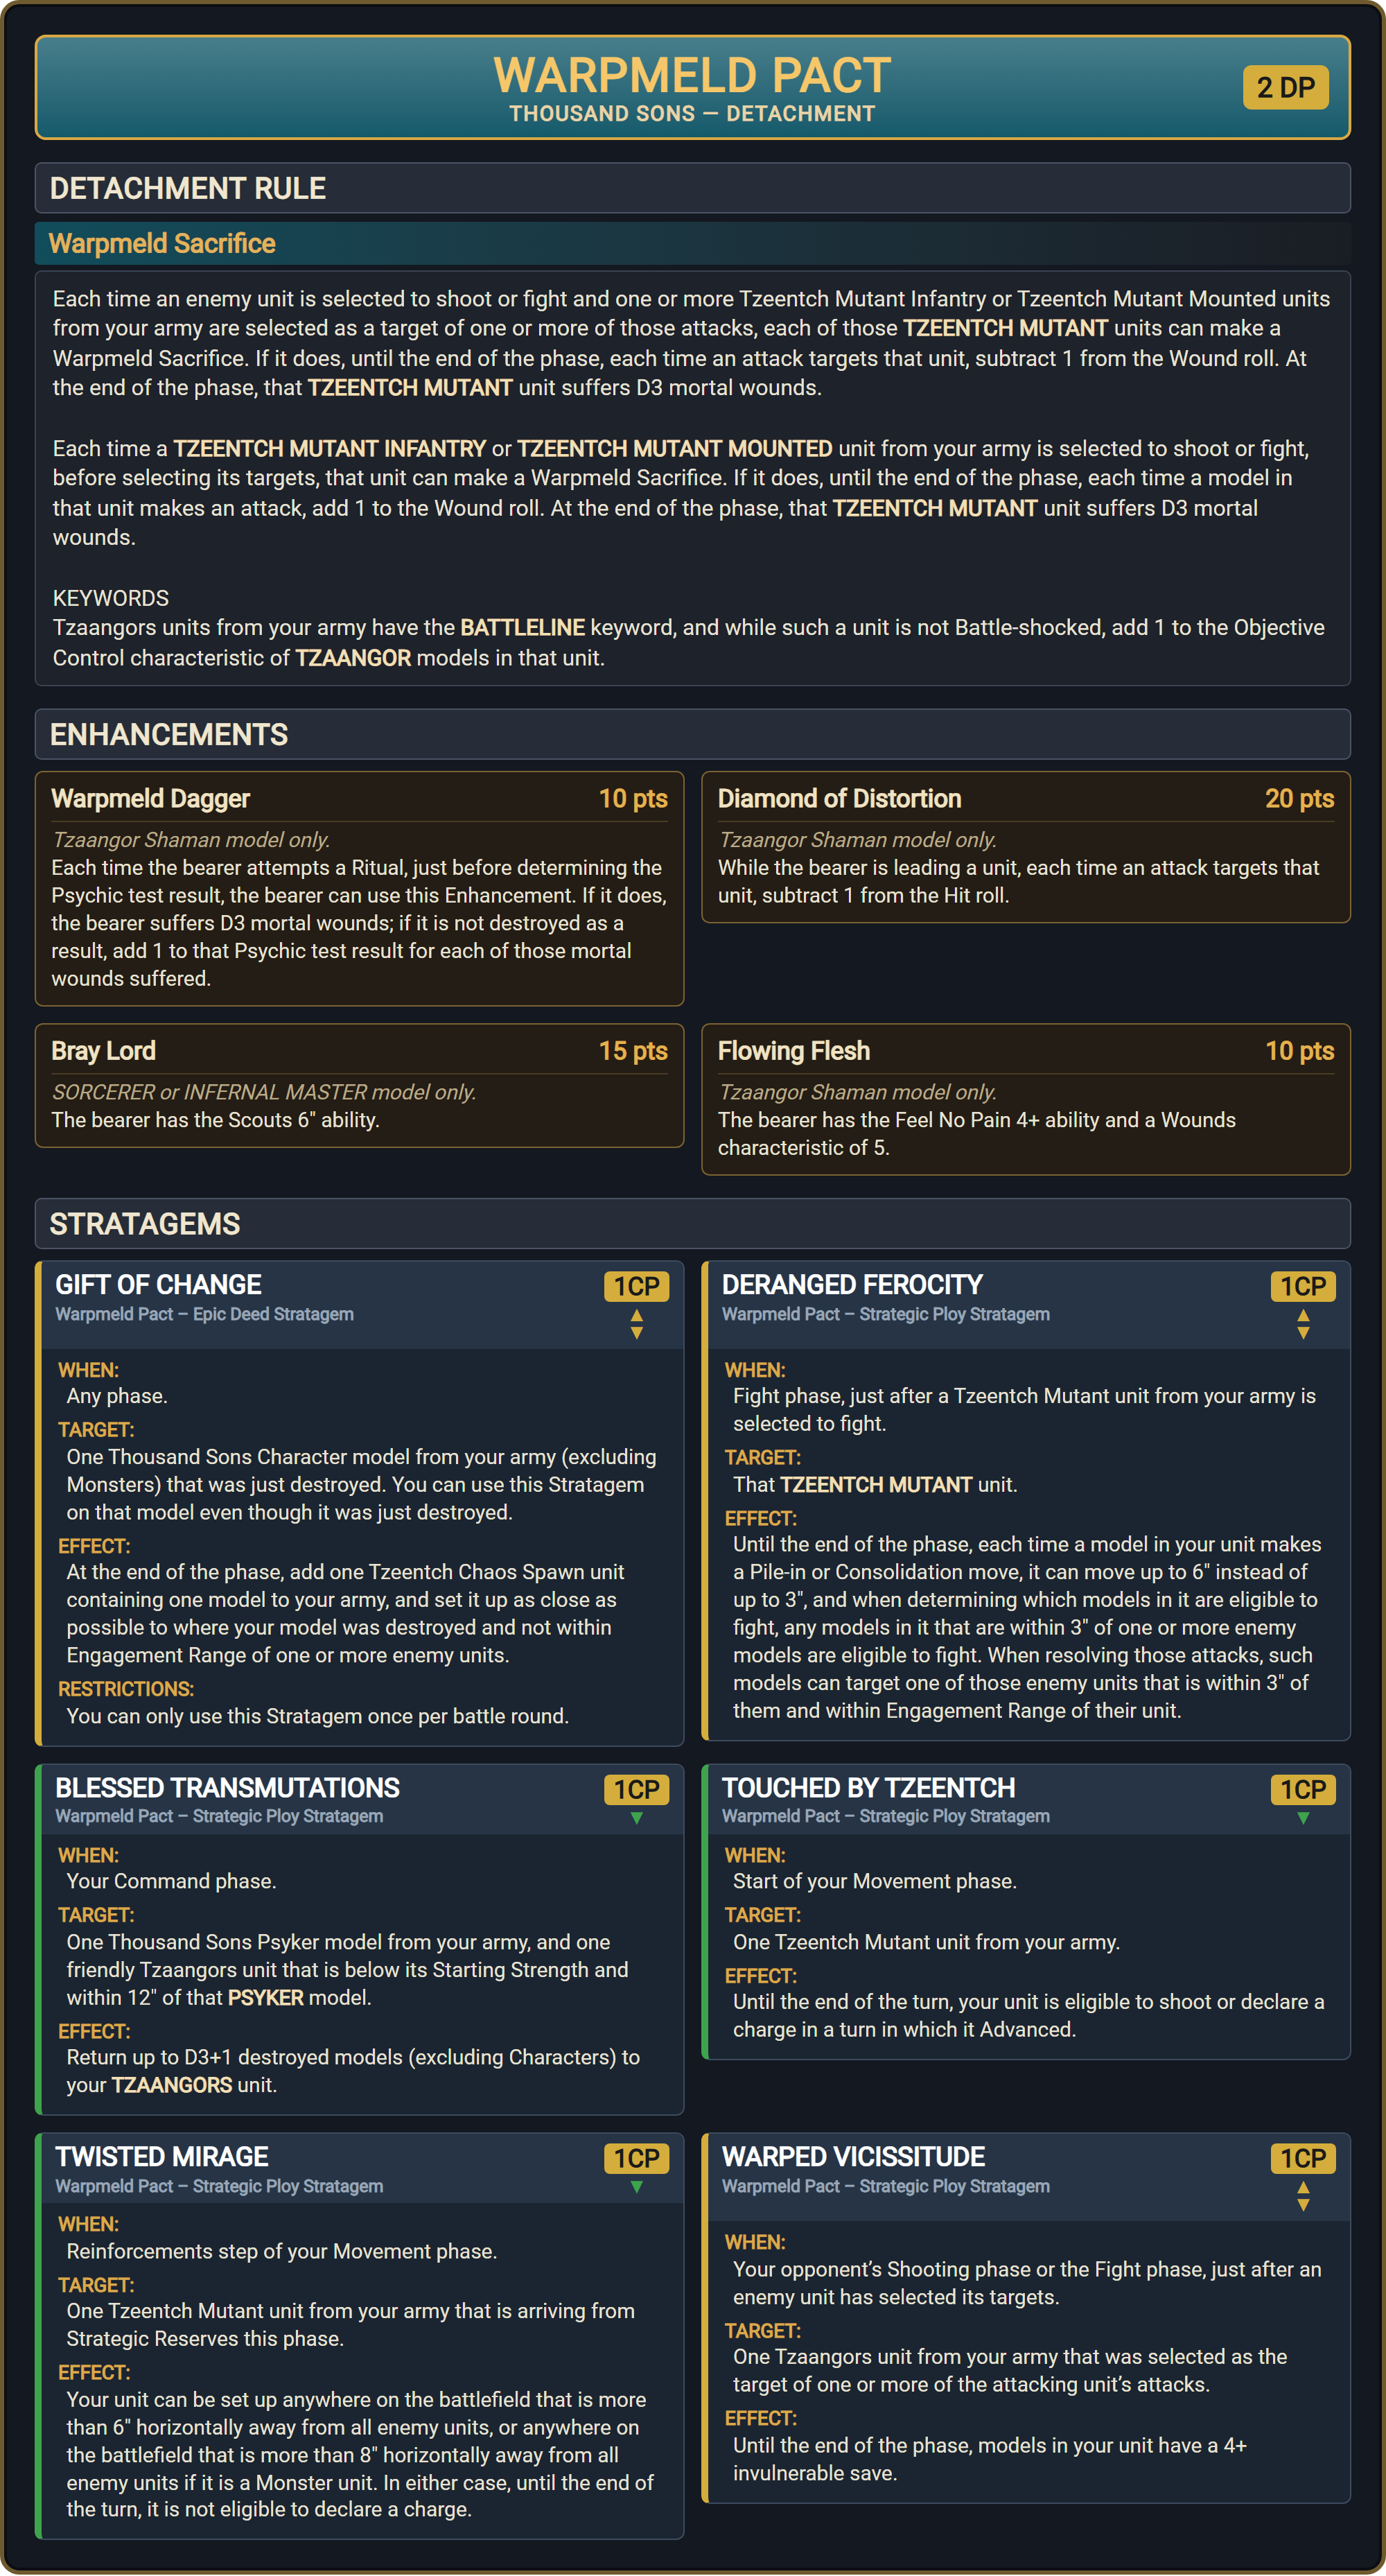 WARPMELD PACT
THOUSAND SONS — DETACHMENT
2 DP
DETACHMENT RULE
Warpmeld Sacrifice
Each time an enemy unit is selected to shoot or fight and one or more Tzeentch Mutant Infantry or Tzeentch Mutant Mounted units
from your army are selected as a target of one or more of those attacks, each of those TZEENTCH MUTANT units can make a
Warpmeld Sacrifice. If it does, until the end of the phase, each time an attack targets that unit, subtract 1 from the Wound roll. At
the end of the phase, that TZEENTCH MUTANT unit suffers D3 mortal wounds.
Each time a TZEENTCH MUTANT INFANTRY or TZEENTCH MUTANT MOUNTED unit from your army is selected to shoot or fight,
before selecting its targets, that unit can make a Warpmeld Sacrifice. If it does, until the end of the phase, each time a model in
that unit makes an attack, add 1 to the Wound roll. At the end of the phase, that TZEENTCH MUTANT unit suffers D3 mortal
wounds.
KEYWORDS
Tzaangors units from your army have the BATTLELINE keyword, and while such a unit is not Battle-shocked, add 1 to the Objective
Control characteristic of TZAANGOR models in that unit.
ENHANCEMENTS
Warpmeld Dagger 10 pts
Tzaangor Shaman model only.
Each time the bearer attempts a Ritual, just before determining the
Psychic test result, the bearer can use this Enhancement. If it does,
the bearer suffers D3 mortal wounds; if it is not destroyed as a
result, add 1 to that Psychic test result for each of those mortal
wounds suffered.
Diamond of Distortion 20 pts
Tzaangor Shaman model only.
While the bearer is leading a unit, each time an attack targets that
unit, subtract 1 from the Hit roll.
Bray Lord 15 pts
SORCERER or INFERNAL MASTER model only.
The bearer has the Scouts 6" ability.
Flowing Flesh 10 pts
Tzaangor Shaman model only.
The bearer has the Feel No Pain 4+ ability and a Wounds
characteristic of 5.
STRATAGEMS
GIFT OF CHANGE 1CP
Warpmeld Pact – Epic Deed Stratagem
WHEN:
Any phase.
TARGET:
One Thousand Sons Character model from your army (excluding
Monsters) that was just destroyed. You can use this Stratagem
on that model even though it was just destroyed.
EFFECT:
At the end of the phase, add one Tzeentch Chaos Spawn unit
containing one model to your army, and set it up as close as
possible to where your model was destroyed and not within
Engagement Range of one or more enemy units.
RESTRICTIONS:
You can only use this Stratagem once per battle round.
DERANGED FEROCITY 1CP
Warpmeld Pact – Strategic Ploy Stratagem
WHEN:
Fight phase, just after a Tzeentch Mutant unit from your army is
selected to fight.
TARGET:
That TZEENTCH MUTANT unit.
EFFECT:
Until the end of the phase, each time a model in your unit makes
a Pile-in or Consolidation move, it can move up to 6" instead of
up to 3", and when determining which models in it are eligible to
fight, any models in it that are within 3" of one or more enemy
models are eligible to fight. When resolving those attacks, such
models can target one of those enemy units that is within 3" of
them and within Engagement Range of their unit.
BLESSED TRANSMUTATIONS 1CP
Warpmeld Pact – Strategic Ploy Stratagem
WHEN:
Your Command phase.
TARGET:
One Thousand Sons Psyker model from your army, and one
friendly Tzaangors unit that is below its Starting Strength and
within 12" of that PSYKER model.
EFFECT:
Return up to D3+1 destroyed models (excluding Characters) to
your TZAANGORS unit.
TOUCHED BY TZEENTCH 1CP
Warpmeld Pact – Strategic Ploy Stratagem
WHEN:
Start of your Movement phase.
TARGET:
One Tzeentch Mutant unit from your army.
EFFECT:
Until the end of the turn, your unit is eligible to shoot or declare a
charge in a turn in which it Advanced.
TWISTED MIRAGE 1CP
Warpmeld Pact – Strategic Ploy Stratagem
WHEN:
Reinforcements step of your Movement phase.
TARGET:
One Tzeentch Mutant unit from your army that is arriving from
Strategic Reserves this phase.
EFFECT:
Your unit can be set up anywhere on the battlefield that is more
than 6" horizontally away from all enemy units, or anywhere on
the battlefield that is more than 8" horizontally away from all
enemy units if it is a Monster unit. In either case, until the end of
the turn, it is not eligible to declare a charge.
WARPED VICISSITUDE 1CP
Warpmeld Pact – Strategic Ploy Stratagem
WHEN:
Your opponent’s Shooting phase or the Fight phase, just after an
enemy unit has selected its targets.
TARGET:
One Tzaangors unit from your army that was selected as the
target of one or more of the attacking unit’s attacks.
EFFECT:
Until the end of the phase, models in your unit have a 4+
invulnerable save.